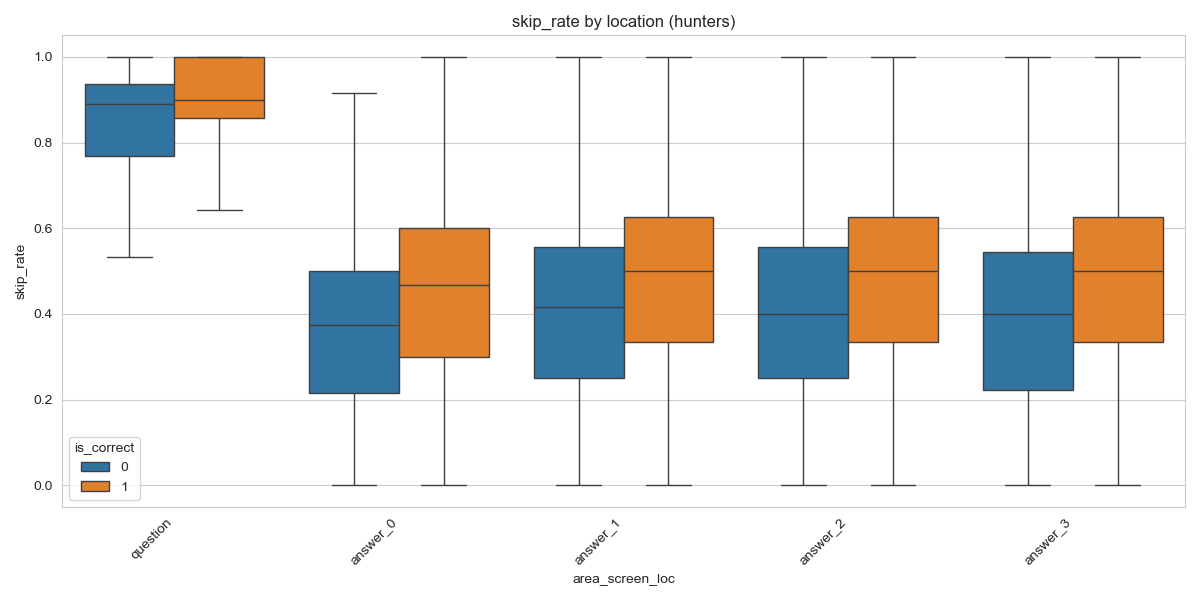 skip_rate by location (hunters)
skip_rate
1.0
0.8
0.6
0.4
0.2
0.0
is_correct
0
1
question
answer_0
answer_1
answer_2
answer_3
area_screen_loc